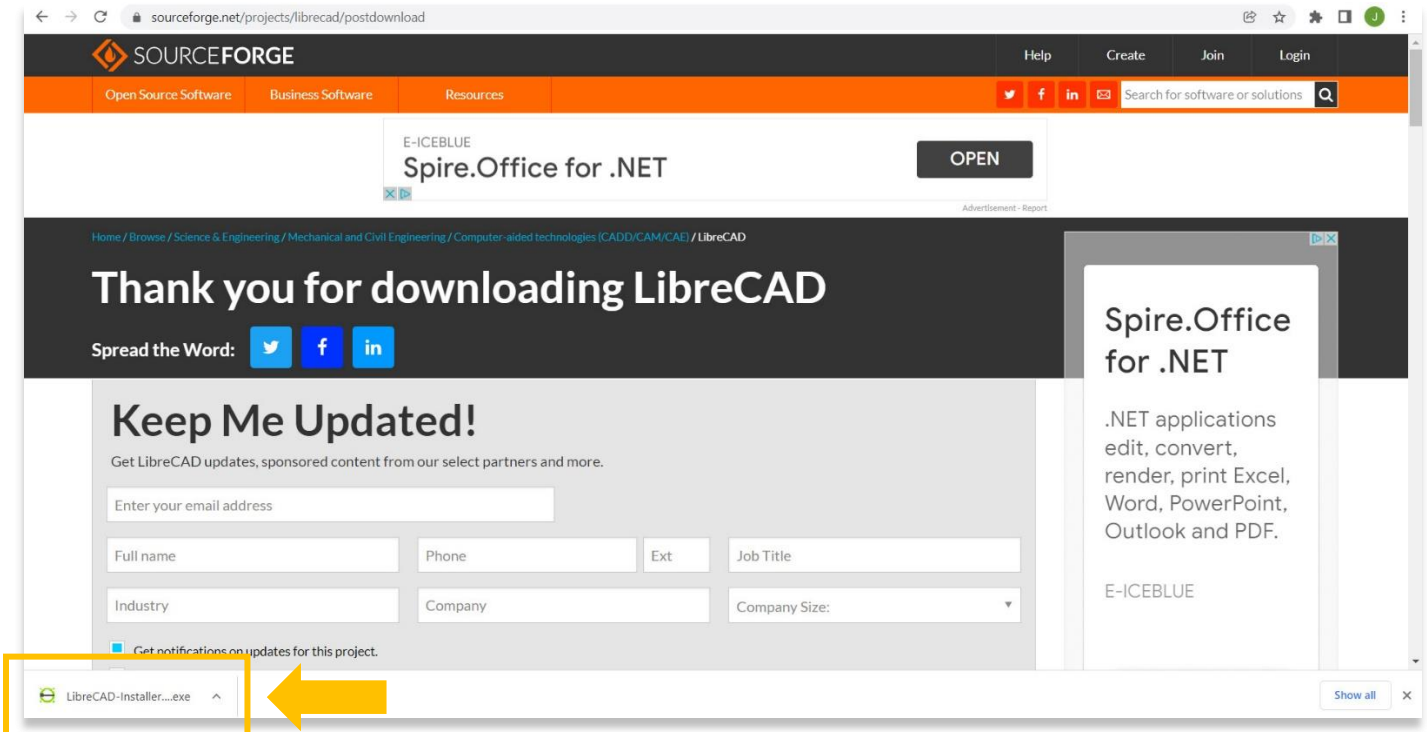 sourceforge.net/projects/librecad/postdownload
J
SOURCEFORGE
Help Create Join Login
Open Source Software Business Software Resources
f in Search for software or solutions
E-ICEBLUE
Spire.Office for .NET
OPEN
Advertisement - Report
Home / Browse / Science & Engineering / Mechanical and Civil Engineering / Computer-aided technologies (CADD/CAM/CAE) / LibreCAD
Thank you for downloading LibreCAD
Spread the Word: f in
Keep Me Updated!
Get LibreCAD updates, sponsored content from our select partners and more.
Enter your email address
Full name Phone Ext Job Title
Industry Company Company Size:
Get notifications on updates for this project.
Spire.Office
for .NET
.NET applications
edit, convert,
render, print Excel,
Word, PowerPoint,
Outlook and PDF.
E-ICEBLUE
LibreCAD-Installer....exe
Show all